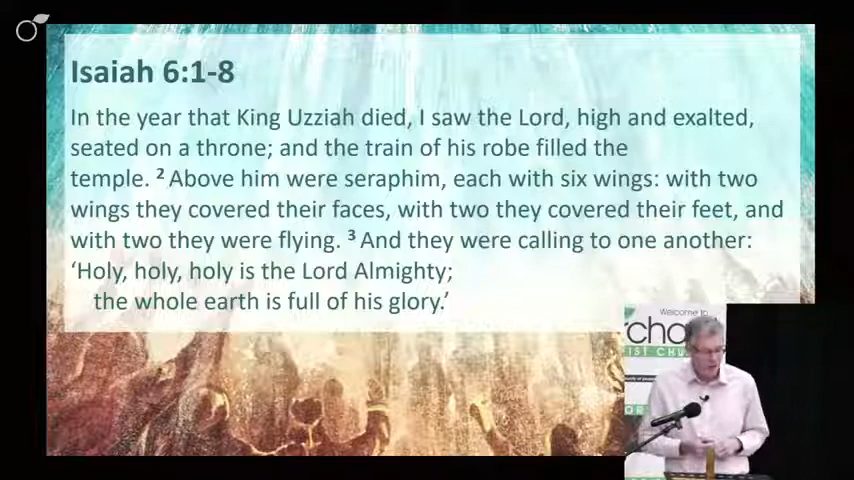 Isaiah 6:1-8
In the year that King Uzziah died, I saw the Lord, high and exalted,
seated on a throne; and the train of his robe filled the
temple. ² Above him were seraphim, each with six wings: with two
wings they covered their faces, with two they covered their feet, and
with two they were flying. ³ And they were calling to one another:
‘Holy, holy, holy is the Lord Almighty;
the whole earth is full of his glory.’
Welcome to